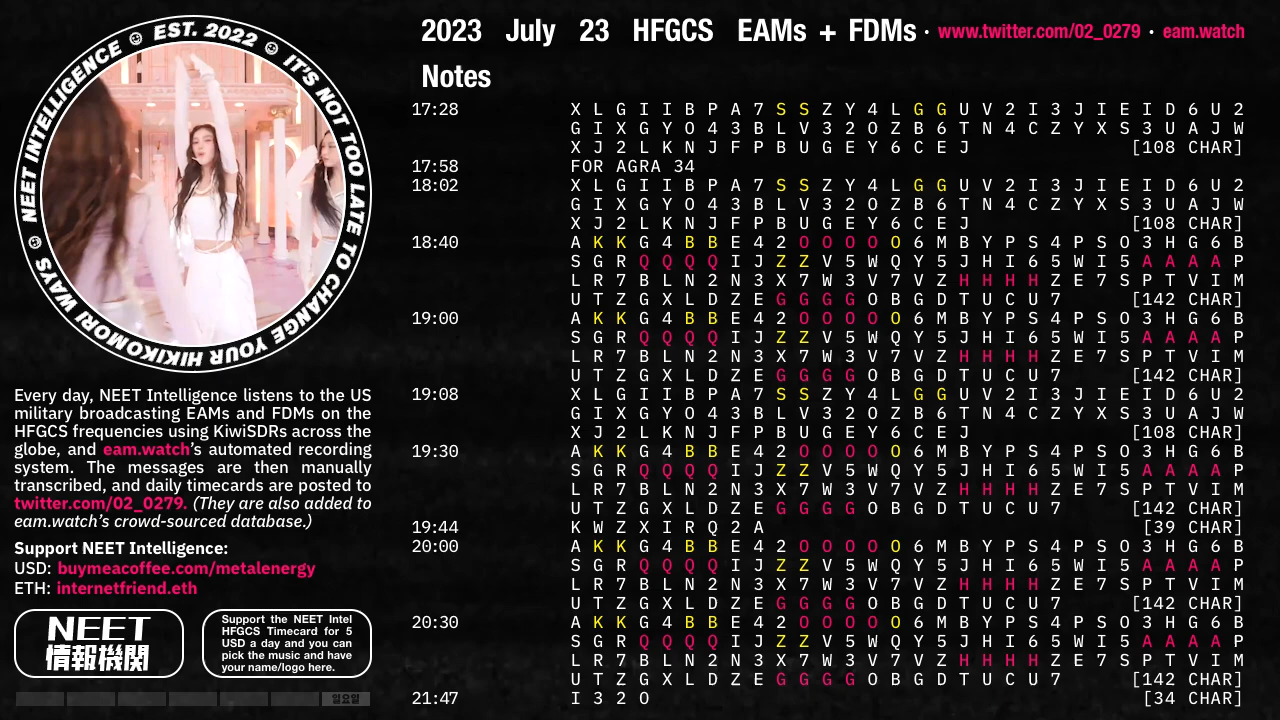 NEET INTELLIGENCE ☺ EST. 2022 ☺ IT'S NOT TOO LATE TO CHANGE YOUR HIKIKOMORI WAYS ☺
Every day, NEET Intelligence listens to the US
military broadcasting EAMs and FDMs on the
HFGCS frequencies using KiwiSDRs across the
globe, and eam.watch's automated recording
system. The messages are then manually
transcribed, and daily timecards are posted to
twitter.com/02_0279. (They are also added to
eam.watch's crowd-sourced database.)
Support NEET Intelligence:
USD: buymeacoffee.com/metalenergy
ETH: internetfriend.eth
NEET
情報機関
Support the NEET Intel
HFGCS Timecard for 5
USD a day and you can
pick the music and have
your name/logo here.
일요일
2023 July 23 HFGCS EAMs + FDMs · www.twitter.com/02_0279 · eam.watch
Notes
17:28 X L G I I B P A 7 S S Z Y 4 L G G U V 2 I 3 J I E I D 6 U 2
G I X G Y O 4 3 B L V 3 2 O Z B 6 T N 4 C Z Y X S 3 U A J W
X J 2 L K N J F P B U G E Y 6 C E J [108 CHAR]
17:58 FOR AGRA 34
18:02 X L G I I B P A 7 S S Z Y 4 L G G U V 2 I 3 J I E I D 6 U 2
G I X G Y O 4 3 B L V 3 2 O Z B 6 T N 4 C Z Y X S 3 U A J W
X J 2 L K N J F P B U G E Y 6 C E J [108 CHAR]
18:40 A K K G 4 B B E 4 2 O O O O O 6 M B Y P S 4 P S O 3 H G 6 B
S G R Q Q Q Q I J Z Z V 5 W Q Y 5 J H I 6 5 W I 5 A A A A P
L R 7 B L N 2 N 3 X 7 W 3 V 7 V Z H H H H Z E 7 S P T V I M
U T Z G X L D Z E G G G G O B G D T U C U 7 [142 CHAR]
19:00 A K K G 4 B B E 4 2 O O O O O 6 M B Y P S 4 P S O 3 H G 6 B
S G R Q Q Q Q I J Z Z V 5 W Q Y 5 J H I 6 5 W I 5 A A A A P
L R 7 B L N 2 N 3 X 7 W 3 V 7 V Z H H H H Z E 7 S P T V I M
U T Z G X L D Z E G G G G O B G D T U C U 7 [142 CHAR]
19:08 X L G I I B P A 7 S S Z Y 4 L G G U V 2 I 3 J I E I D 6 U 2
G I X G Y O 4 3 B L V 3 2 O Z B 6 T N 4 C Z Y X S 3 U A J W
X J 2 L K N J F P B U G E Y 6 C E J [108 CHAR]
19:30 A K K G 4 B B E 4 2 O O O O O 6 M B Y P S 4 P S O 3 H G 6 B
S G R Q Q Q Q I J Z Z V 5 W Q Y 5 J H I 6 5 W I 5 A A A A P
L R 7 B L N 2 N 3 X 7 W 3 V 7 V Z H H H H Z E 7 S P T V I M
U T Z G X L D Z E G G G G O B G D T U C U 7 [142 CHAR]
19:44 K W Z X I R Q 2 A [39 CHAR]
20:00 A K K G 4 B B E 4 2 O O O O O 6 M B Y P S 4 P S O 3 H G 6 B
S G R Q Q Q Q I J Z Z V 5 W Q Y 5 J H I 6 5 W I 5 A A A A P
L R 7 B L N 2 N 3 X 7 W 3 V 7 V Z H H H H Z E 7 S P T V I M
U T Z G X L D Z E G G G G O B G D T U C U 7 [142 CHAR]
20:30 A K K G 4 B B E 4 2 O O O O O 6 M B Y P S 4 P S O 3 H G 6 B
S G R Q Q Q Q I J Z Z V 5 W Q Y 5 J H I 6 5 W I 5 A A A A P
L R 7 B L N 2 N 3 X 7 W 3 V 7 V Z H H H H Z E 7 S P T V I M
U T Z G X L D Z E G G G G O B G D T U C U 7 [142 CHAR]
21:47 I 3 2 O [34 CHAR]